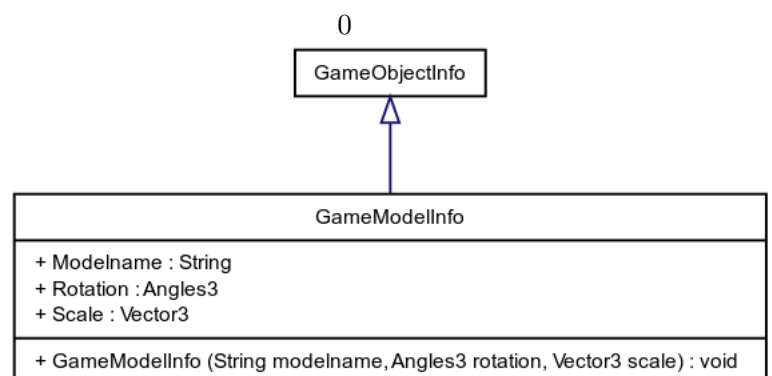 0
GameObjectInfo
GameModelInfo
+ Modelname : String
+ Rotation : Angles3
+ Scale : Vector3
+ GameModelInfo (String modelname, Angles3 rotation, Vector3 scale) : void